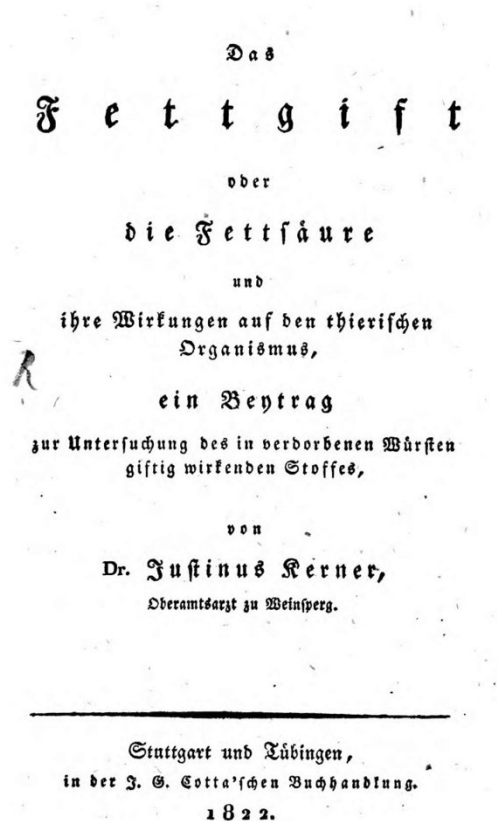 Das
Fettgift
oder
die Fettsäure
und
ihre Wirkungen auf den thierischen
Organismus,
R
ein Beytrag
zur Untersuchung des in verdorbenen Würsten
giftig wirkenden Stoffes,
von
Dr. Justinus Kerner,
Oberamtsarzt zu Weinsperg.
Stuttgart und Tübingen,
in der J. G. Cotta'schen Buchhandlung.
1822.